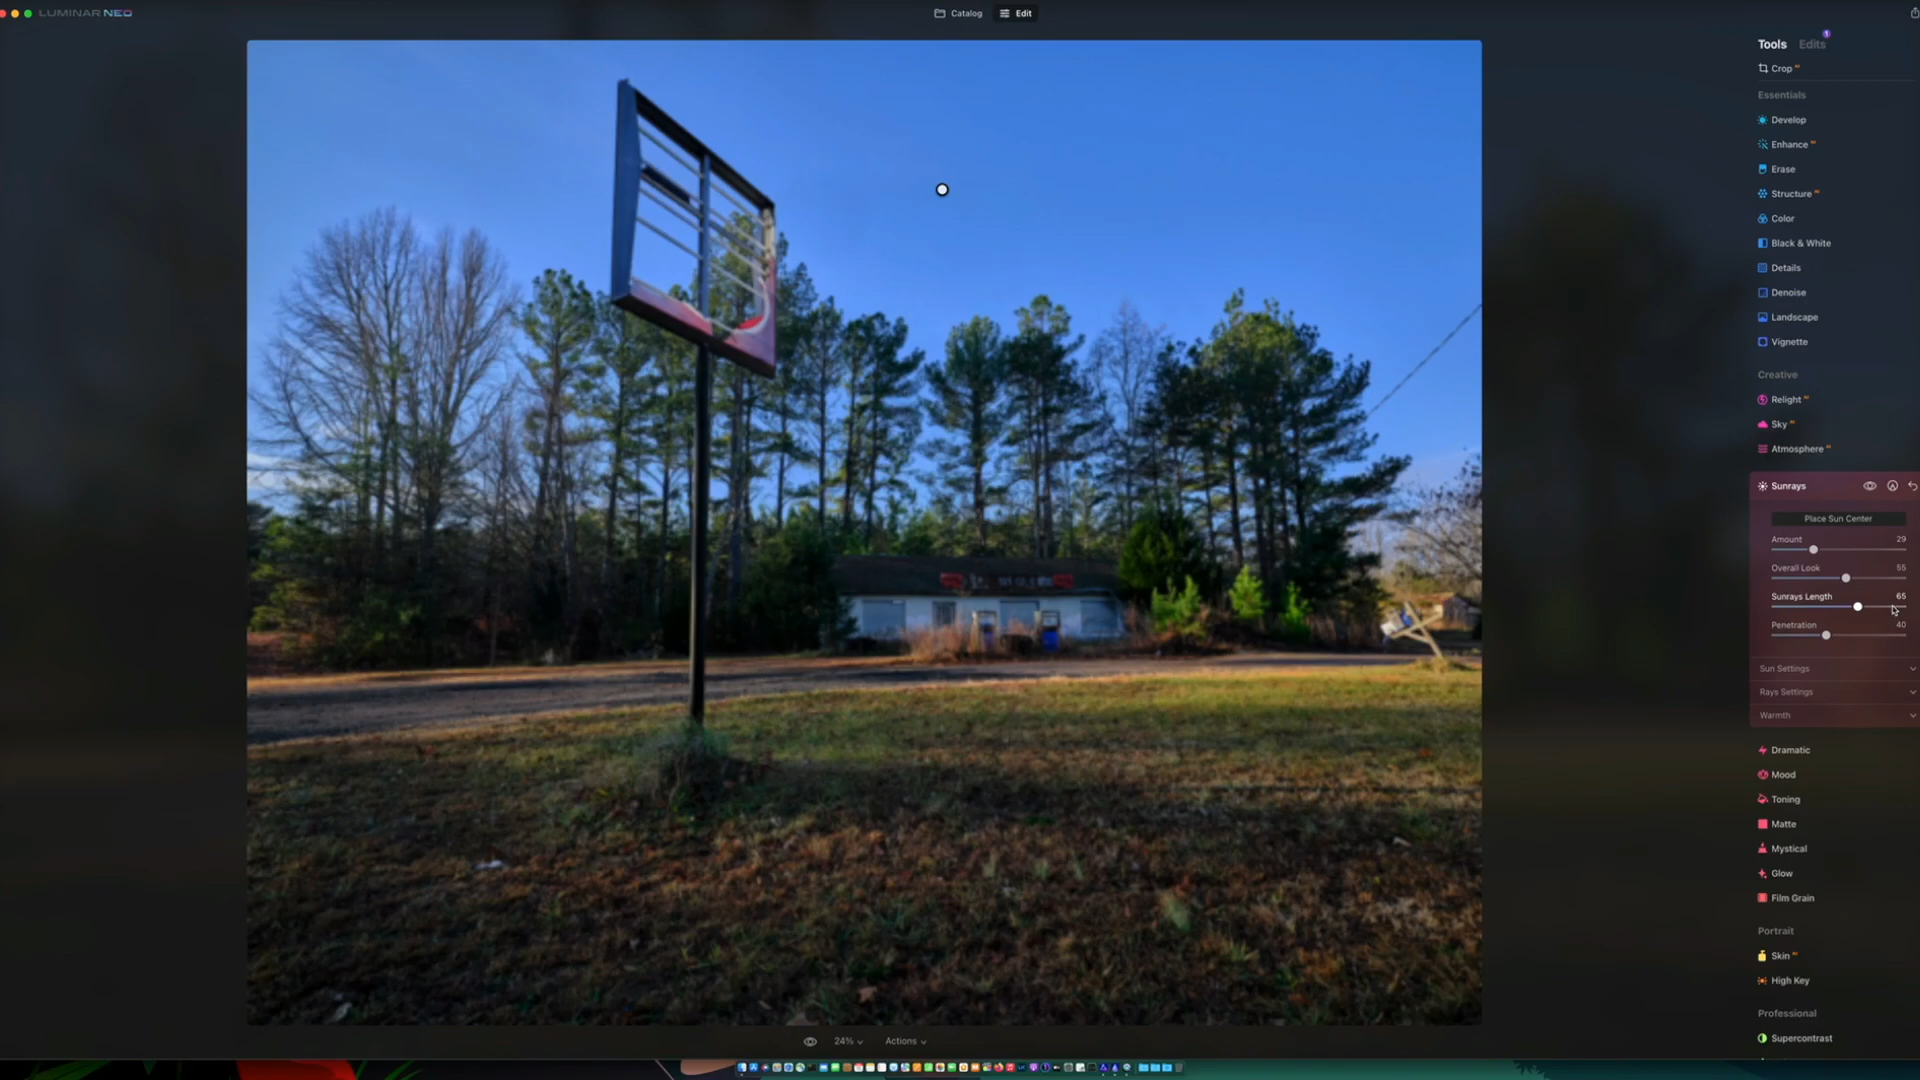 LUMINAR NEO
Catalog
Edit
Tools
Edits
1
Crop
Essentials
Develop
Enhance
Erase
Structure
Color
Black & White
Details
Denoise
Landscape
Vignette
Creative
Relight
Sky
Atmosphere
Sunrays
Place Sun Center
Amount 29
Overall Look 55
Sunrays Length 65
Penetration 40
Sun Settings
Rays Settings
Warmth
Dramatic
Mood
Toning
Matte
Mystical
Glow
Film Grain
Portrait
Skin
High Key
Professional
Supercontrast
24%
Actions